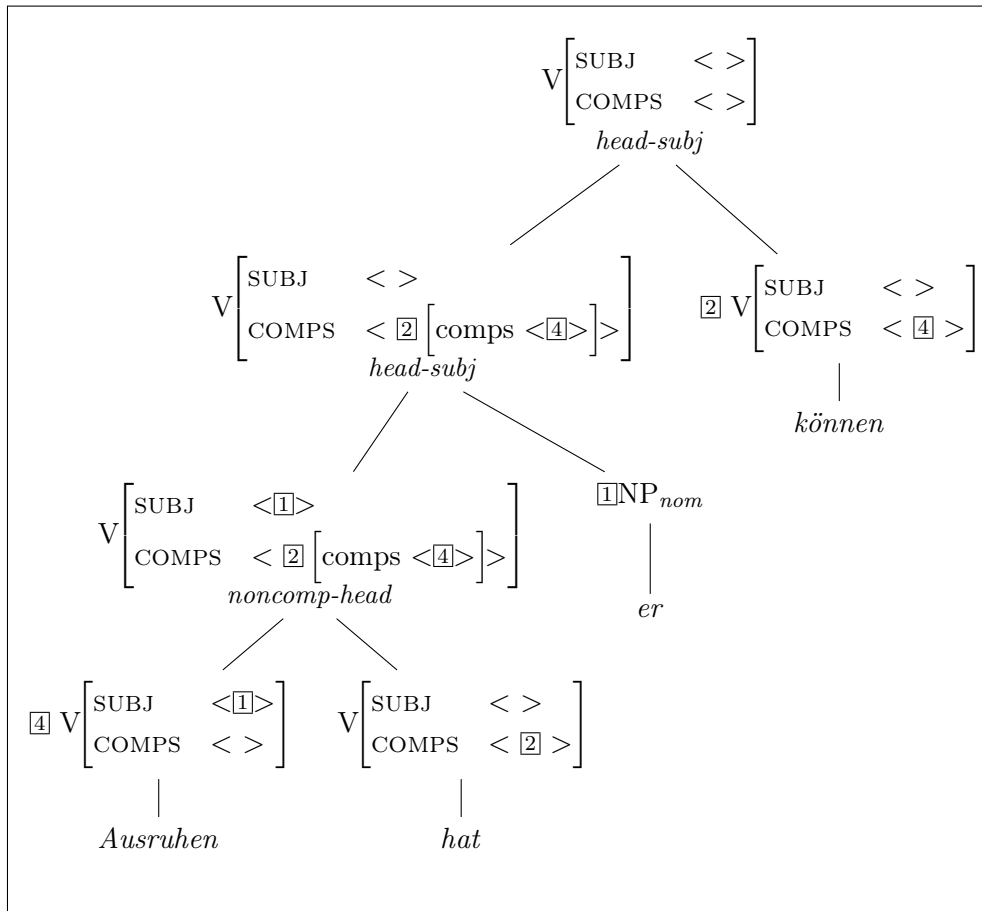 V[SUBJ < >
COMPS < >]
head-subj
V[SUBJ < >
COMPS < 2 [comps <4>]>]
head-subj
2 V[SUBJ < >
COMPS < 4 >]
können
V[SUBJ <1>
COMPS < 2 [comps <4>]>]
noncomp-head
1NPnom
er
4 V[SUBJ <1>
COMPS < >]
V[SUBJ < >
COMPS < 2 >]
Ausruhen
hat